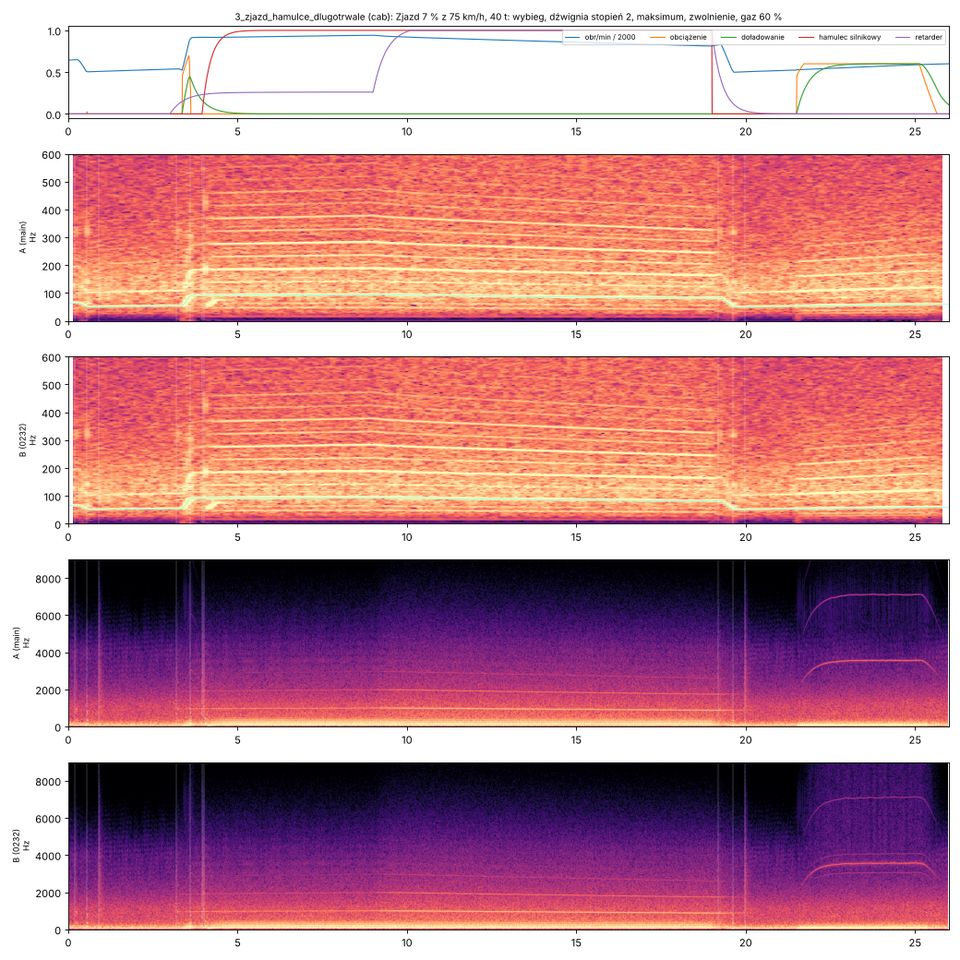 3_zjazd_hamulce_dlugotrwale (cab): Zjazd 7 % z 75 km/h, 40 t: wybieg, dźwignia stopień 2, maksimum, zwolnienie, gaz 60 %
obr/min / 2000 obciążenie doładowanie hamulec silnikowy retarder
1.0
0.5
0.0
0 5 10 15 20 25
A (main)
Hz
600
500
400
300
200
100
0
0 5 10 15 20 25
B (0232)
Hz
600
500
400
300
200
100
0
0 5 10 15 20 25
A (main)
Hz
8000
6000
4000
2000
0
0 5 10 15 20 25
B (0232)
Hz
8000
6000
4000
2000
0
0 5 10 15 20 25